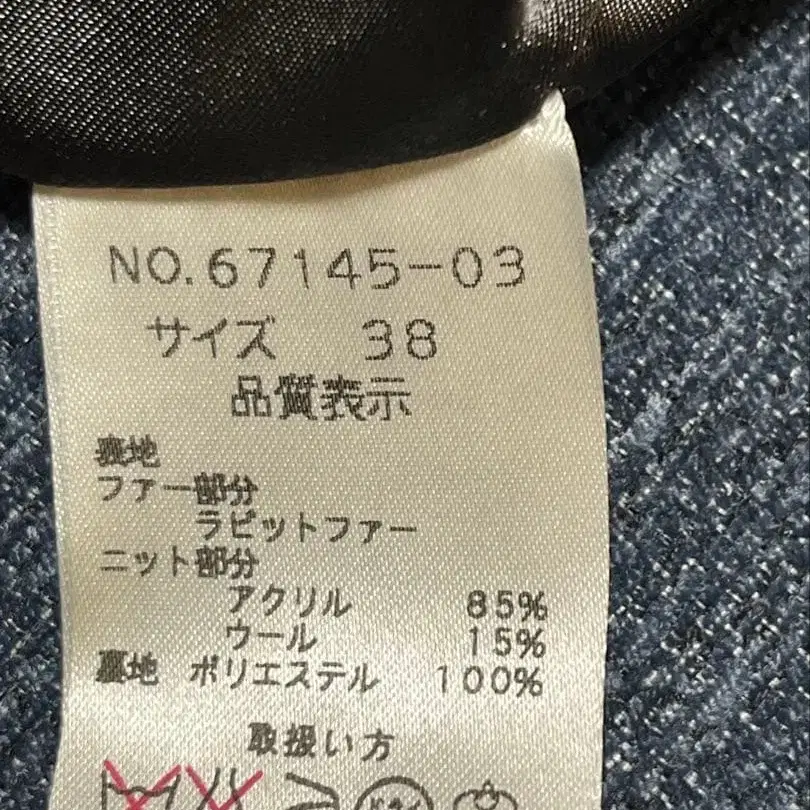 NO.67145-03
サイズ 38
品質表示
表地
ファー部分
ラビットファー
ニット部分
アクリル 85%
ウール 15%
裏地 ポリエステル 100%
取扱い方